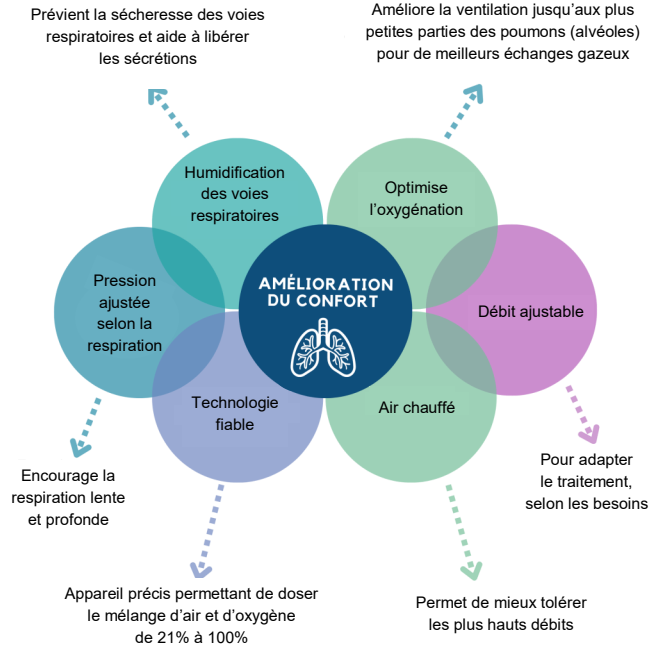 Prévient la sécheresse des voies
respiratoires et aide à libérer
les sécrétions
Améliore la ventilation jusqu'aux plus
petites parties des poumons (alvéoles)
pour de meilleurs échanges gazeux
Humidification
des voies
respiratoires
Optimise
l'oxygénation
Pression
ajustée
selon la
respiration
AMÉLIORATION
DU CONFORT
Débit ajustable
Technologie
fiable
Air chauffé
Encourage la
respiration lente
et profonde
Pour adapter
le traitement,
selon les besoins
Appareil précis permettant de doser
le mélange d'air et d'oxygène
de 21% à 100%
Permet de mieux tolérer
les plus hauts débits